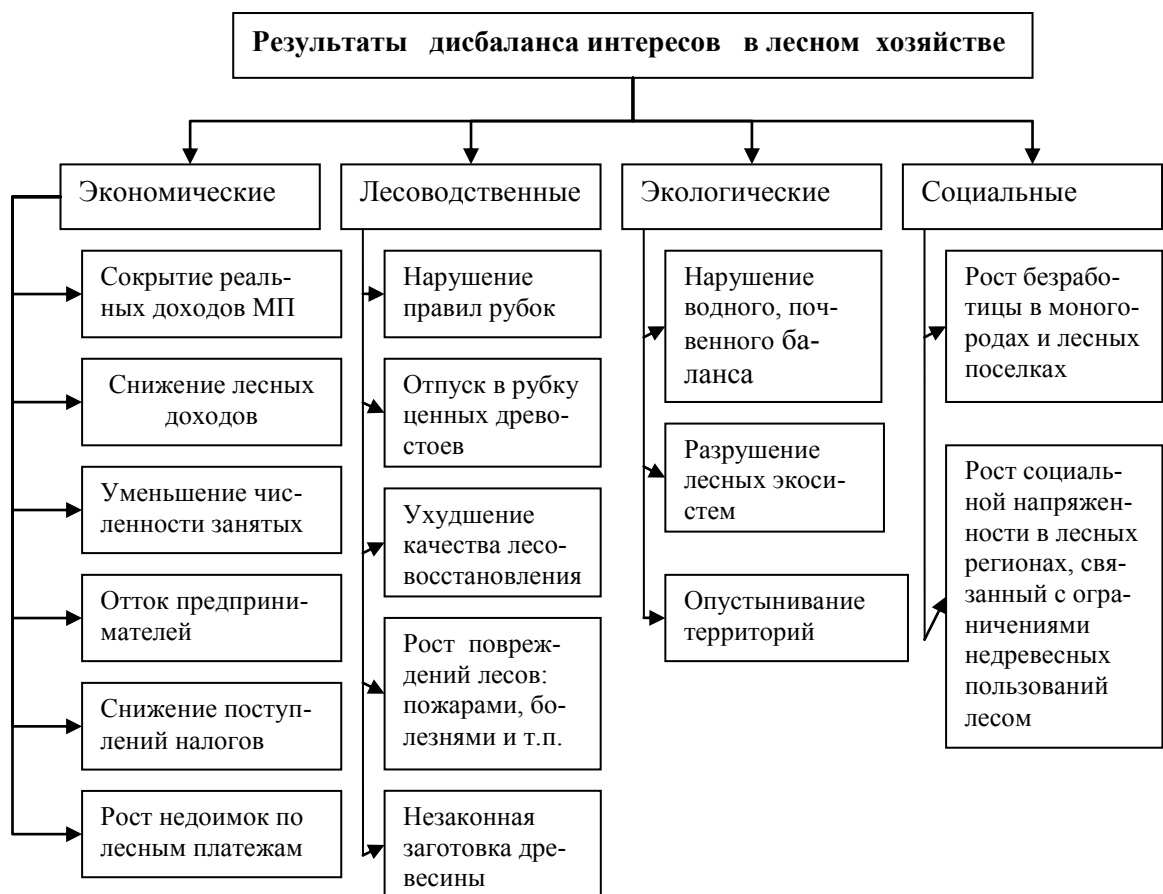 Результаты дисбаланса интересов в лесном хозяйстве
Экономические
Сокрытие реаль-
ных доходов МП
Снижение лесных
доходов
Уменьшение чис-
ленности занятых
Отток предприни-
мателей
Снижение поступ-
лений налогов
Рост недоимок по
лесным платежам
Лесоводственные
Нарушение
правил рубок
Отпуск в рубку
ценных древо-
стоев
Ухудшение
качества лесо-
восстановления
Рост повреж-
дений лесов:
пожарами, бо-
лезнями и т.п.
Незаконная
заготовка дре-
весины
Экологические
Нарушение
водного, поч-
венного ба-
ланса
Разрушение
лесных экоси-
стем
Опустынивание
территорий
Социальные
Рост безрабо-
тицы в моного-
родах и лесных
поселках
Рост социаль-
ной напряжен-
ности в лесных
регионах, свя-
занный с огра-
ничениями
недревесных
пользований
лесом